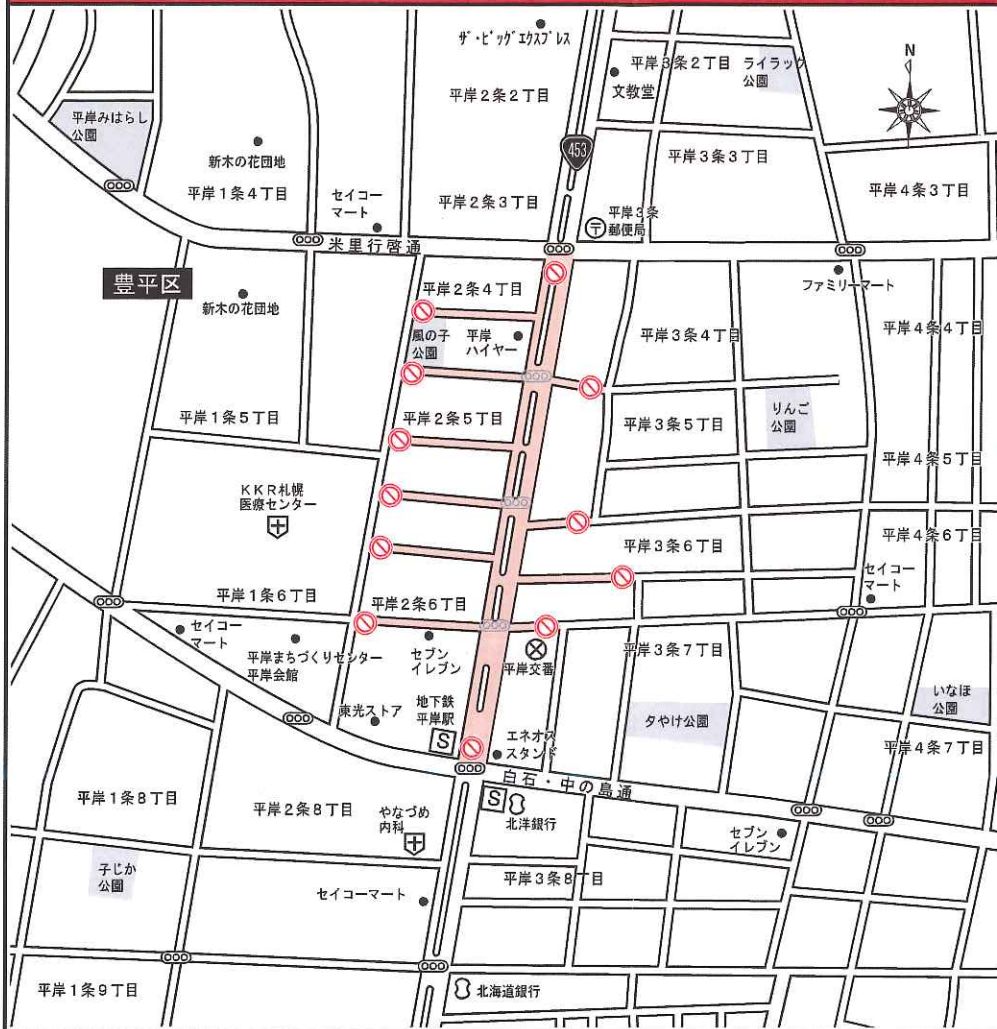 ザ・ビッグエクスプレス
平岸3条2丁目
ライラック
公園
N
文教堂
平岸2条2丁目
平岸みはらし
公園
453
新木の花団地
平岸3条3丁目
平岸1条4丁目
セイコー
マート
平岸2条3丁目
平岸4条3丁目
〒
平岸3条
郵便局
米里行啓通
豊平区
平岸2条4丁目
ファミリーマート
新木の花団地
風の子
公園
平岸
ハイヤー
平岸3条4丁目
平岸4条4丁目
平岸1条5丁目
平岸2条5丁目
平岸3条5丁目
りんご
公園
平岸4条5丁目
KKR札幌
医療センター
平岸3条6丁目
平岸4条6丁目
セイコー
マート
平岸1条6丁目
平岸2条6丁目
セイコー
マート
平岸まちづくりセンター
平岸会館
セブン
イレブン
平岸交番
平岸3条7丁目
東光ストア
地下鉄
平岸駅
S
エネオス
スタンド
夕やけ公園
いなほ
公園
平岸4条7丁目
白石・中の島通
平岸1条8丁目
平岸2条8丁目
やなづめ
内科
S
北洋銀行
セブン
イレブン
子じか
公園
セイコーマート
平岸3条8丁目
平岸1条9丁目
北海道銀行